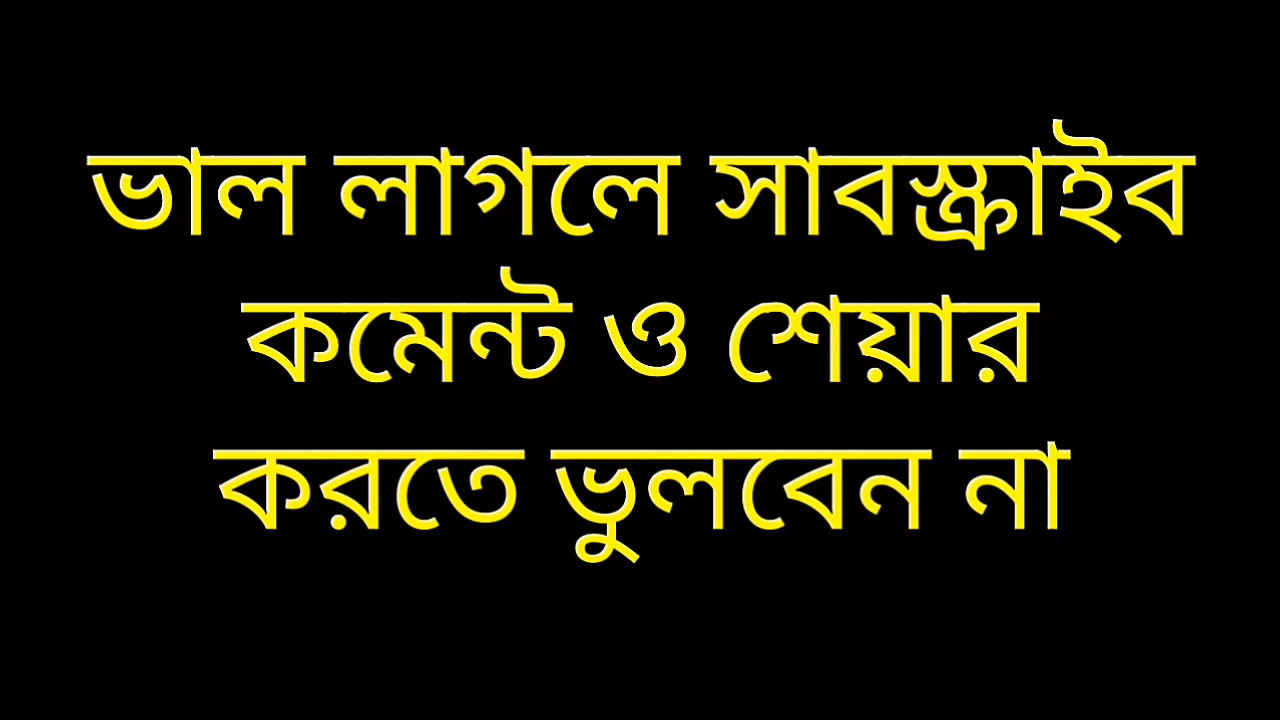 ভাল লাগলে সাবস্ক্রাইব
কমেন্ট ও শেয়ার
করতে ভুলবেন না